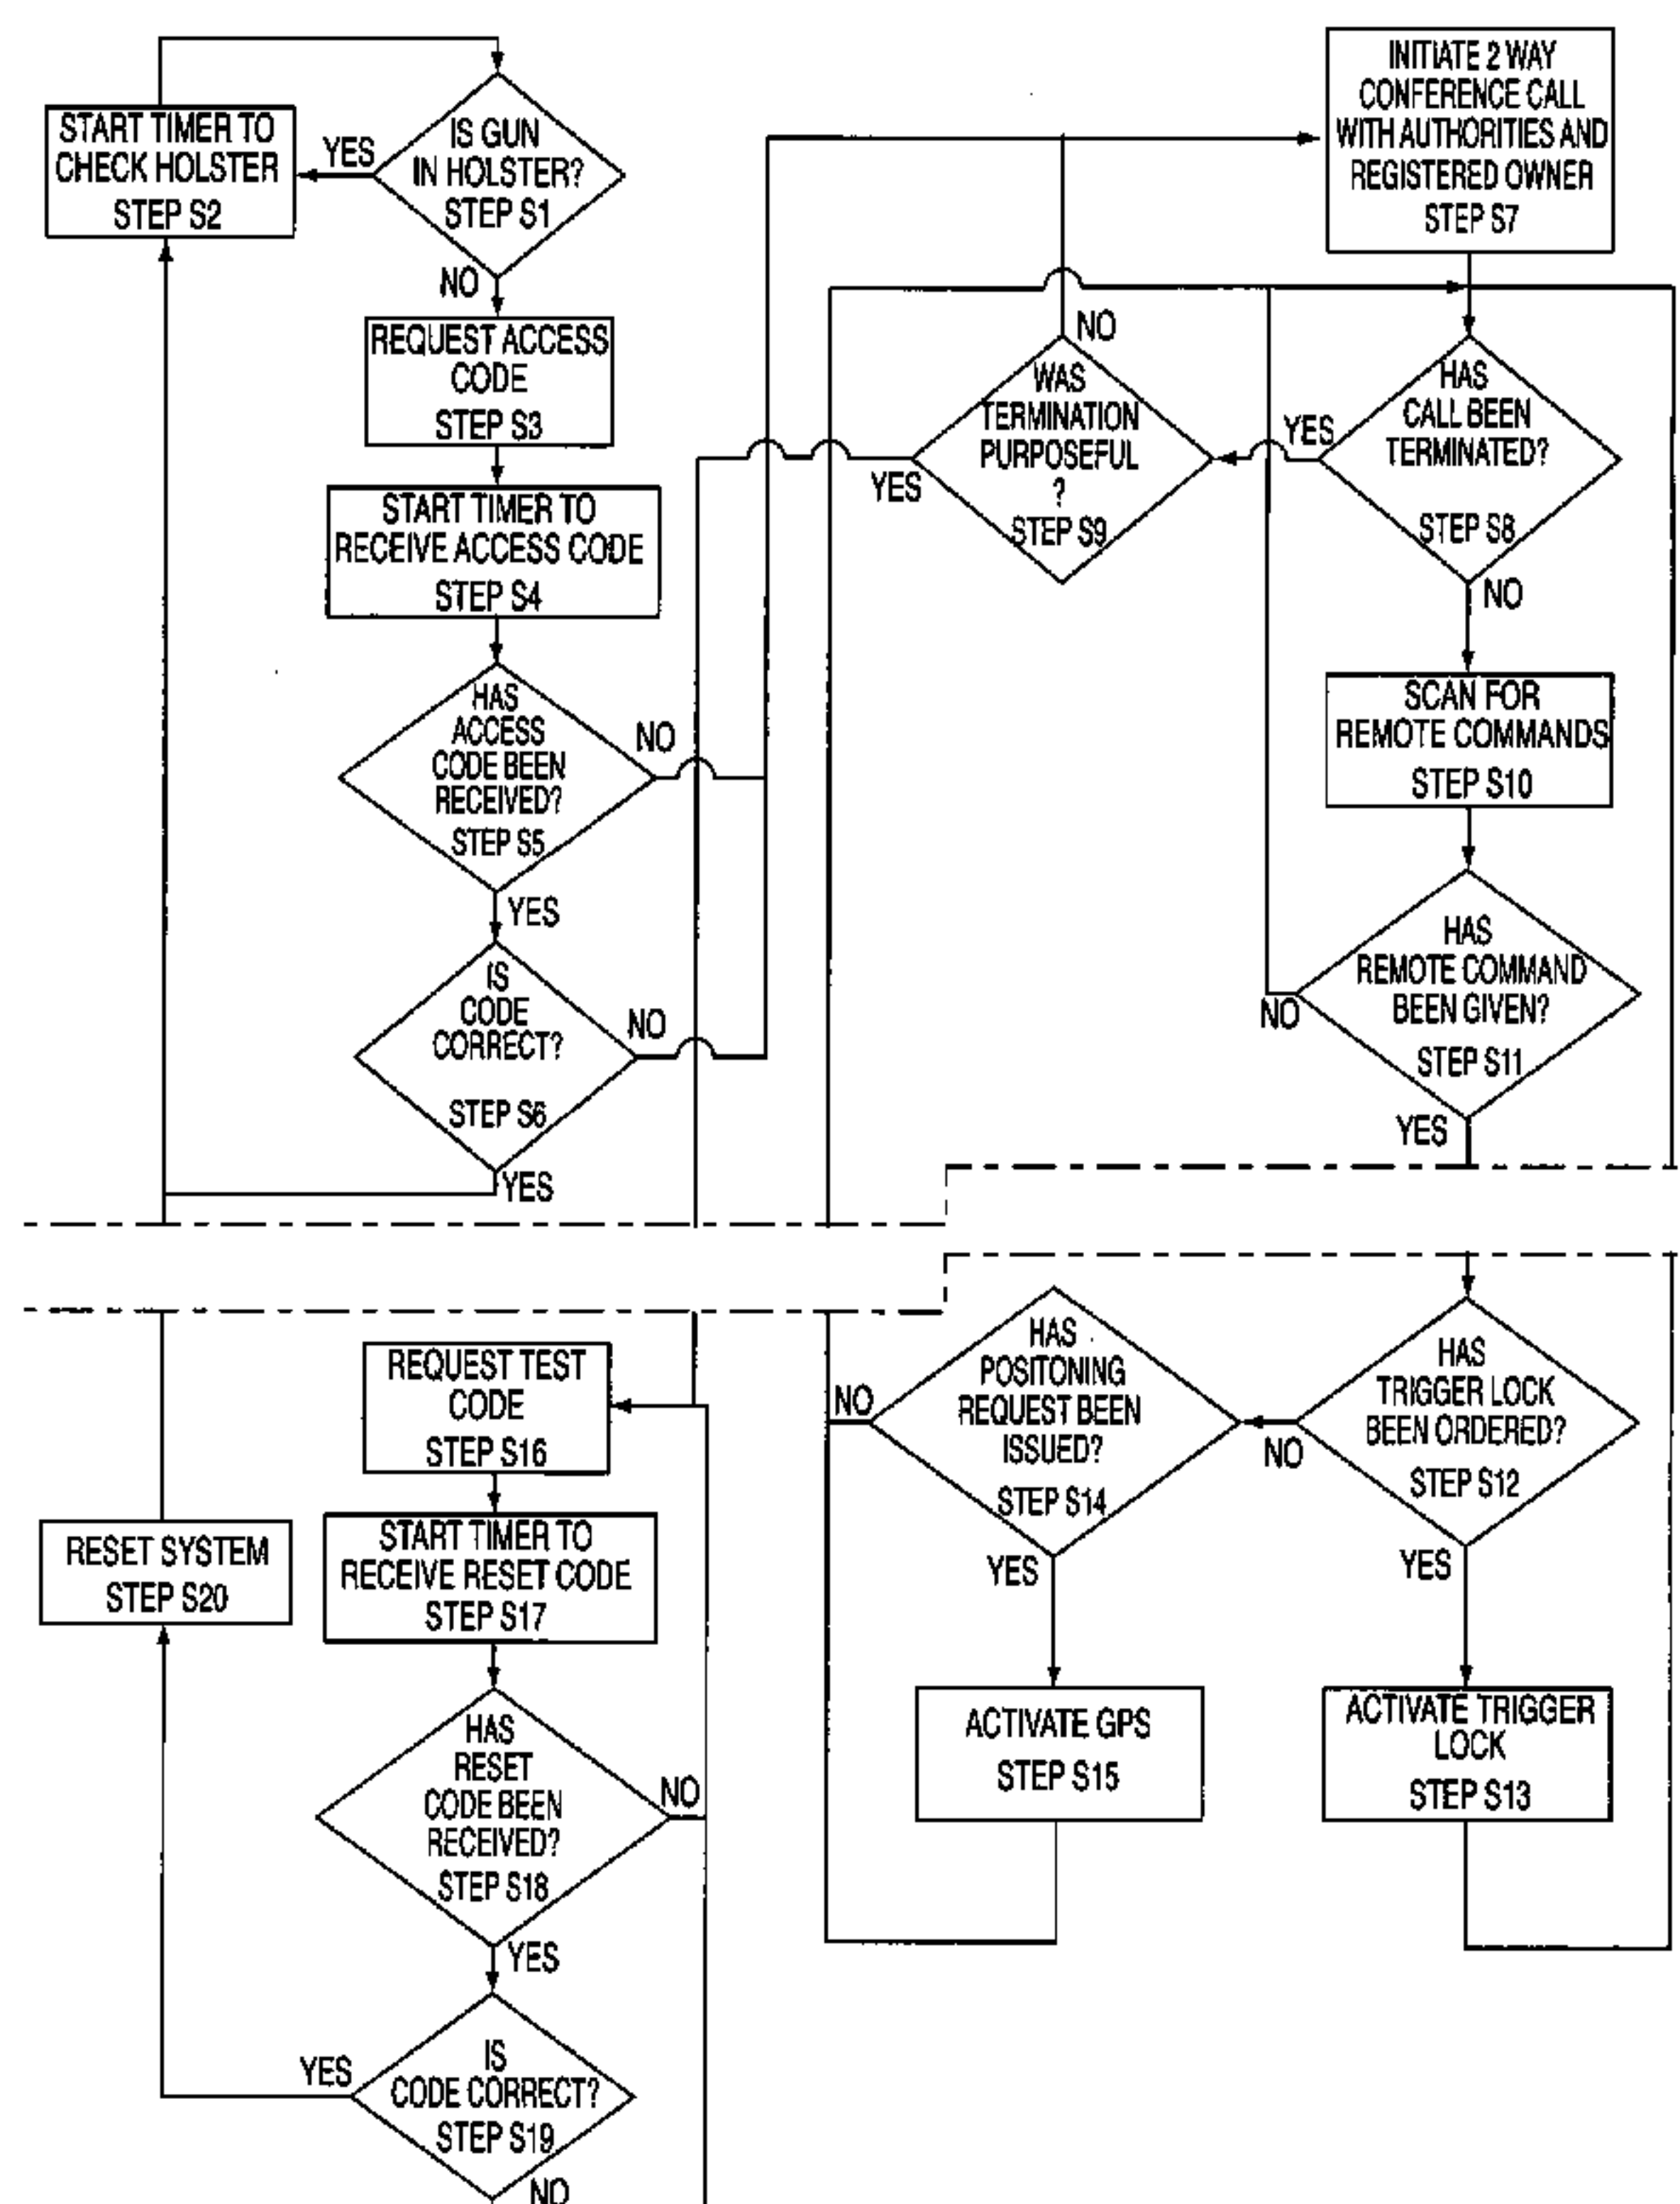 START TIMER TO
CHECK HOLSTER
STEP S2
YES
IS GUN
IN HOLSTER?
STEP S1
NO
REQUEST ACCESS
CODE
STEP S3
START TIMER TO
RECEIVE ACCESS CODE
STEP S4
HAS
ACCESS
CODE BEEN
RECEIVED?
STEP S5
NO
YES
IS
CODE
CORRECT?
STEP S6
NO
YES
INITIATE 2 WAY
CONFERENCE CALL
WITH AUTHORITIES AND
REGISTERED OWNER
STEP S7
HAS
CALL BEEN
TERMINATED?
STEP S8
YES
NO
WAS
TERMINATION
PURPOSEFUL
?
STEP S9
NO
YES
SCAN FOR
REMOTE COMMANDS
STEP S10
HAS
REMOTE COMMAND
BEEN GIVEN?
STEP S11
NO
YES
HAS
TRIGGER LOCK
BEEN ORDERED?
STEP S12
NO
YES
ACTIVATE TRIGGER
LOCK
STEP S13
HAS
POSITONING
REQUEST BEEN
ISSUED?
STEP S14
NO
YES
ACTIVATE GPS
STEP S15
REQUEST TEST
CODE
STEP S16
START TIMER TO
RECEIVE RESET CODE
STEP S17
HAS
RESET
CODE BEEN
RECEIVED?
STEP S18
NO
YES
IS
CODE CORRECT?
STEP S19
YES
NO
RESET SYSTEM
STEP S20